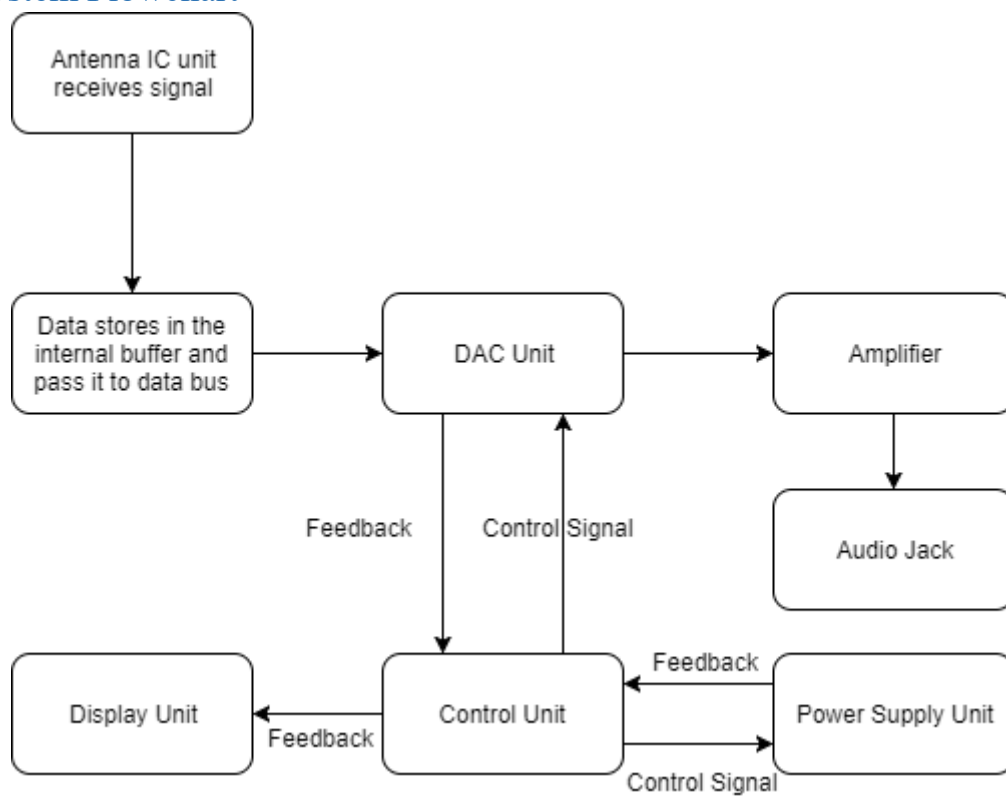 Antenna IC unit
receives signal
Data stores in the
internal buffer and
pass it to data bus
DAC Unit
Amplifier
Feedback
Control Signal
Audio Jack
Feedback
Display Unit
Control Unit
Power Supply Unit
Feedback
Control Signal